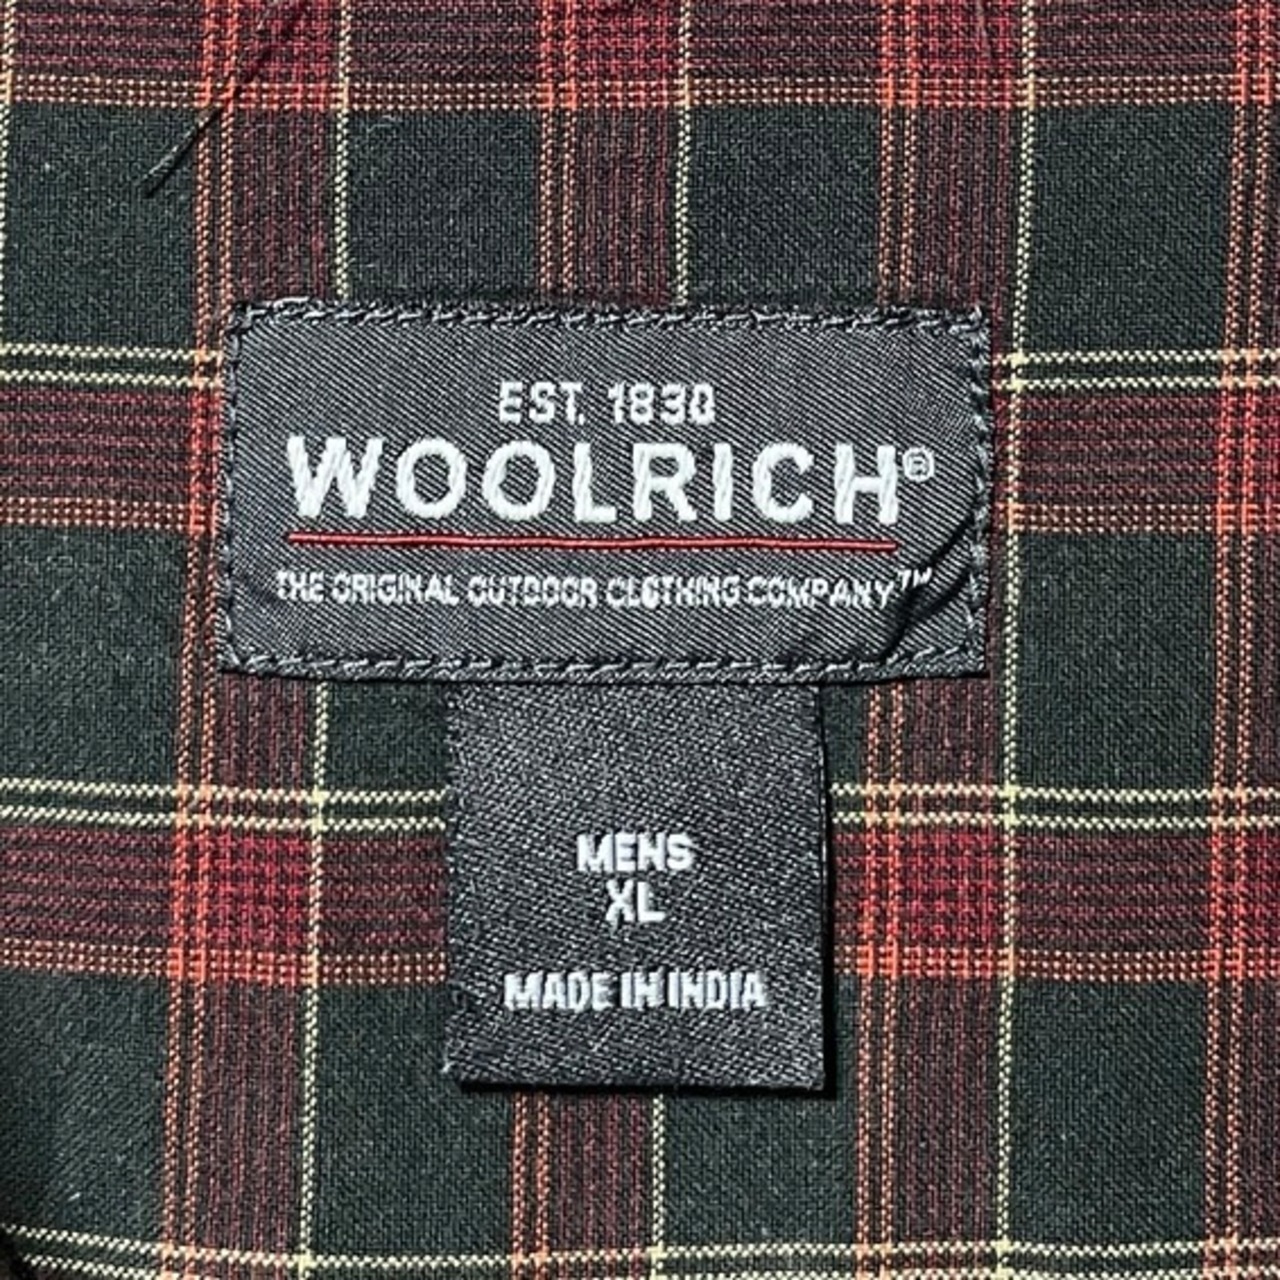 EST. 1830
WOOLRICH®
THE ORIGINAL OUTDOOR CLOTHING COMPANY™
MENS
XL
MADE IN INDIA